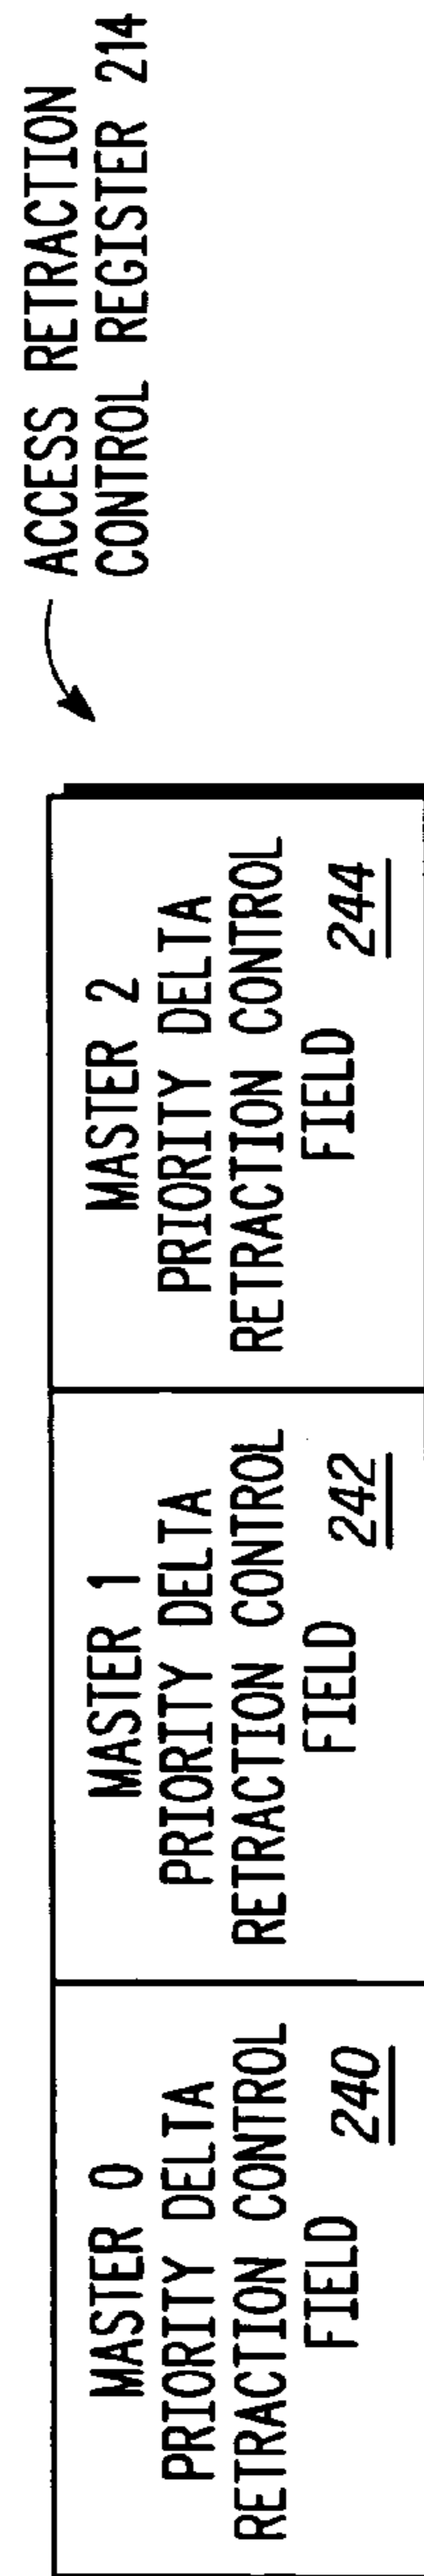 ACCESS RETRACTION
CONTROL REGISTER 214
MASTER 0
PRIORITY DELTA
RETRACTION CONTROL
FIELD
240
MASTER 1
PRIORITY DELTA
RETRACTION CONTROL
FIELD
242
MASTER 2
PRIORITY DELTA
RETRACTION CONTROL
FIELD
244